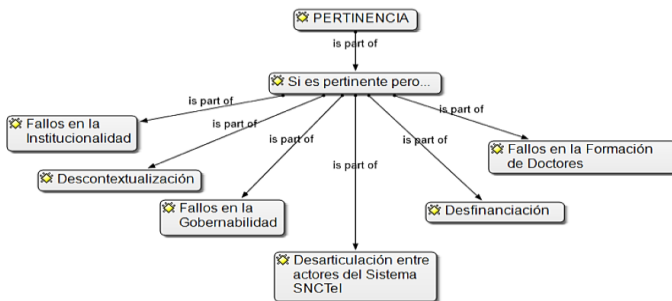 PERTINENCIA
is part of
Si es pertinente pero...
is part of
is part of
is part of
is part of
is part of
is part of
Fallos en la
Institucionalidad
Descontextualización
Fallos en la
Gobernabilidad
Desarticulación entre
actores del Sistema
SNCTeI
Desfinanciación
Fallos en la Formación
de Doctores